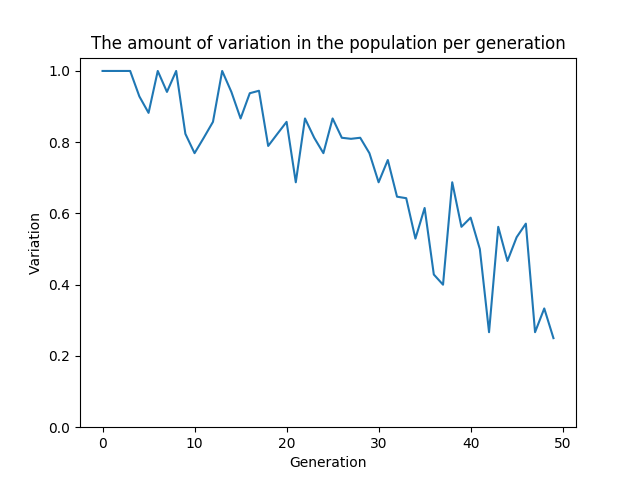 The amount of variation in the population per generation
1.0
0.8
0.6
0.4
0.2
0.0
Variation
0 10 20 30 40 50
Generation